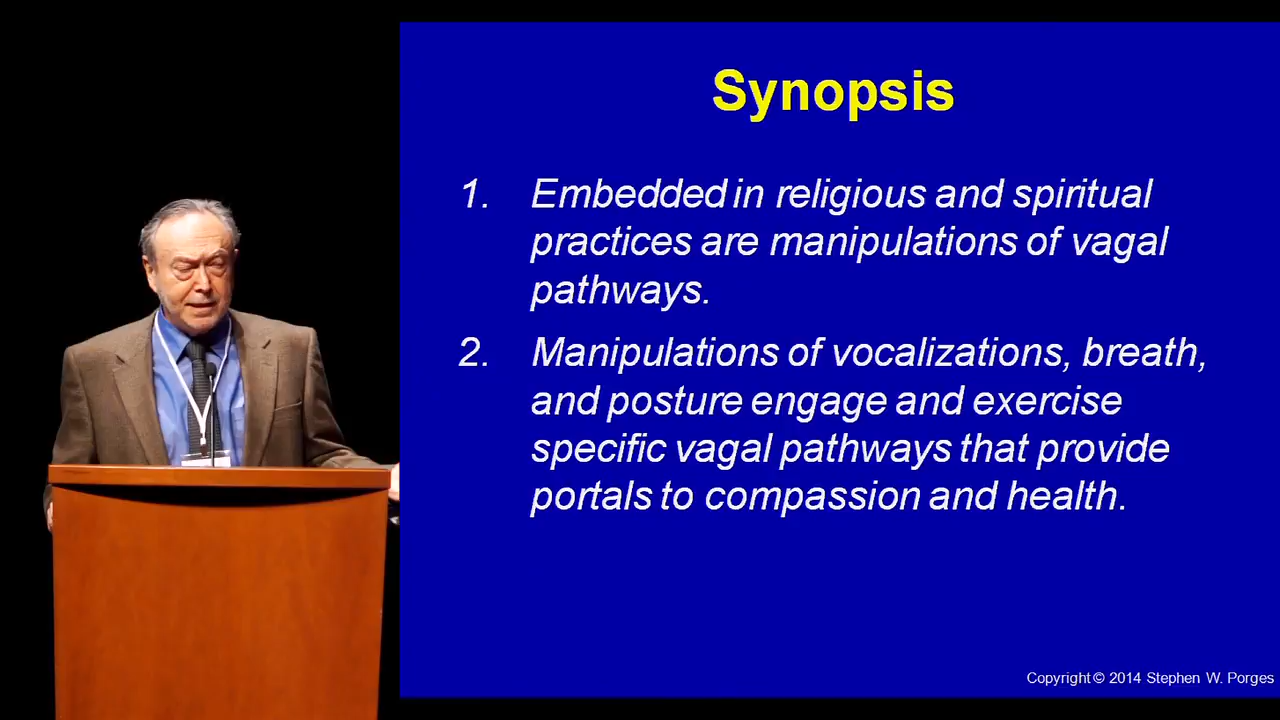 Synopsis
1. Embedded in religious and spiritual
practices are manipulations of vagal
pathways.
2. Manipulations of vocalizations, breath,
and posture engage and exercise
specific vagal pathways that provide
portals to compassion and health.
Copyright © 2014 Stephen W. Porges